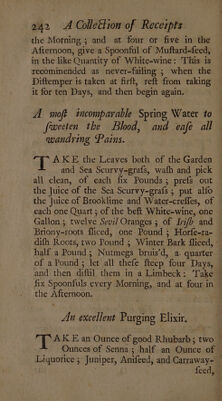 242 A Collection of Receipts
the Morning ; and at four or five in the
Afternoon, give a Spoonful of Muſtard-ſeed,
in the like Quantity of White-wine : This is
recommended as never-failing ; when the
Diſtemper is taken at firſt, reſt from taking
it for ten Days, and then begin again.
A moſt incomparable Spring Water to
ſweeten the Blood, and eaſe all
wandring Pains.
TAKE the Leaves both of the Garden
and Sea Scurvy-graſs, waſh and pick
all clean, of each ſix Pounds ; preſs out
the Juice of the Sea Scurvy-graſs ; put alſo
the Juice of Brooklime and Water-creſſes, of
each one Quart ; of the beſt White-wine, one
Gallon ; twelve Sevil Oranges ; of Iriſh and
Briony-roots ſliced, one Pound ; Horſe-ra-
diſh Roots, two Pound ; Winter Bark ſliced,
half a Pound ; Nutmegs bruis'd, a quarter
of a Pound ; let all theſe ſteep four Days,
and then diſtil them in a Limbeck : Take
ſix Spoonfuls every Morning, and at four in
the Afternoon.
An excellent Purging Elixir.
TAKE an Ounce of good Rhubarb ; two
Ounces of Senna ; half an Ounce of
Liquorice ; Juniper, Aniſeed, and Carraway-
ſeed,